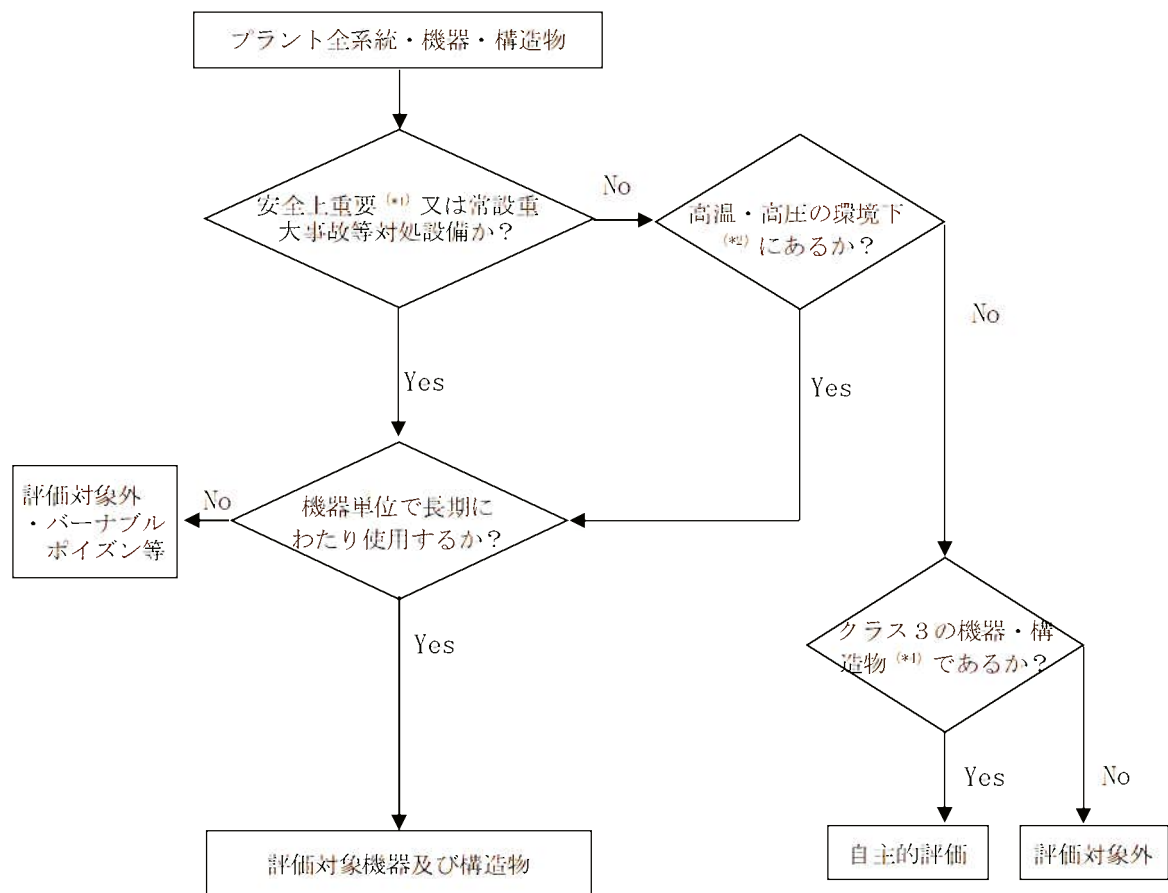 プラント全系統・機器・構造物
安全上重要(*1)又は常設重
大事故等対処設備か?
No
高温・高圧の環境下
(*2)にあるか?
No
Yes
Yes
評価対象外
・バーナブル
ポイズン等
No
機器単位で長期に
わたり使用するか?
Yes
クラス3の機器・構
造物(*1)であるか?
Yes
No
評価対象機器及び構造物
自主的評価
評価対象外